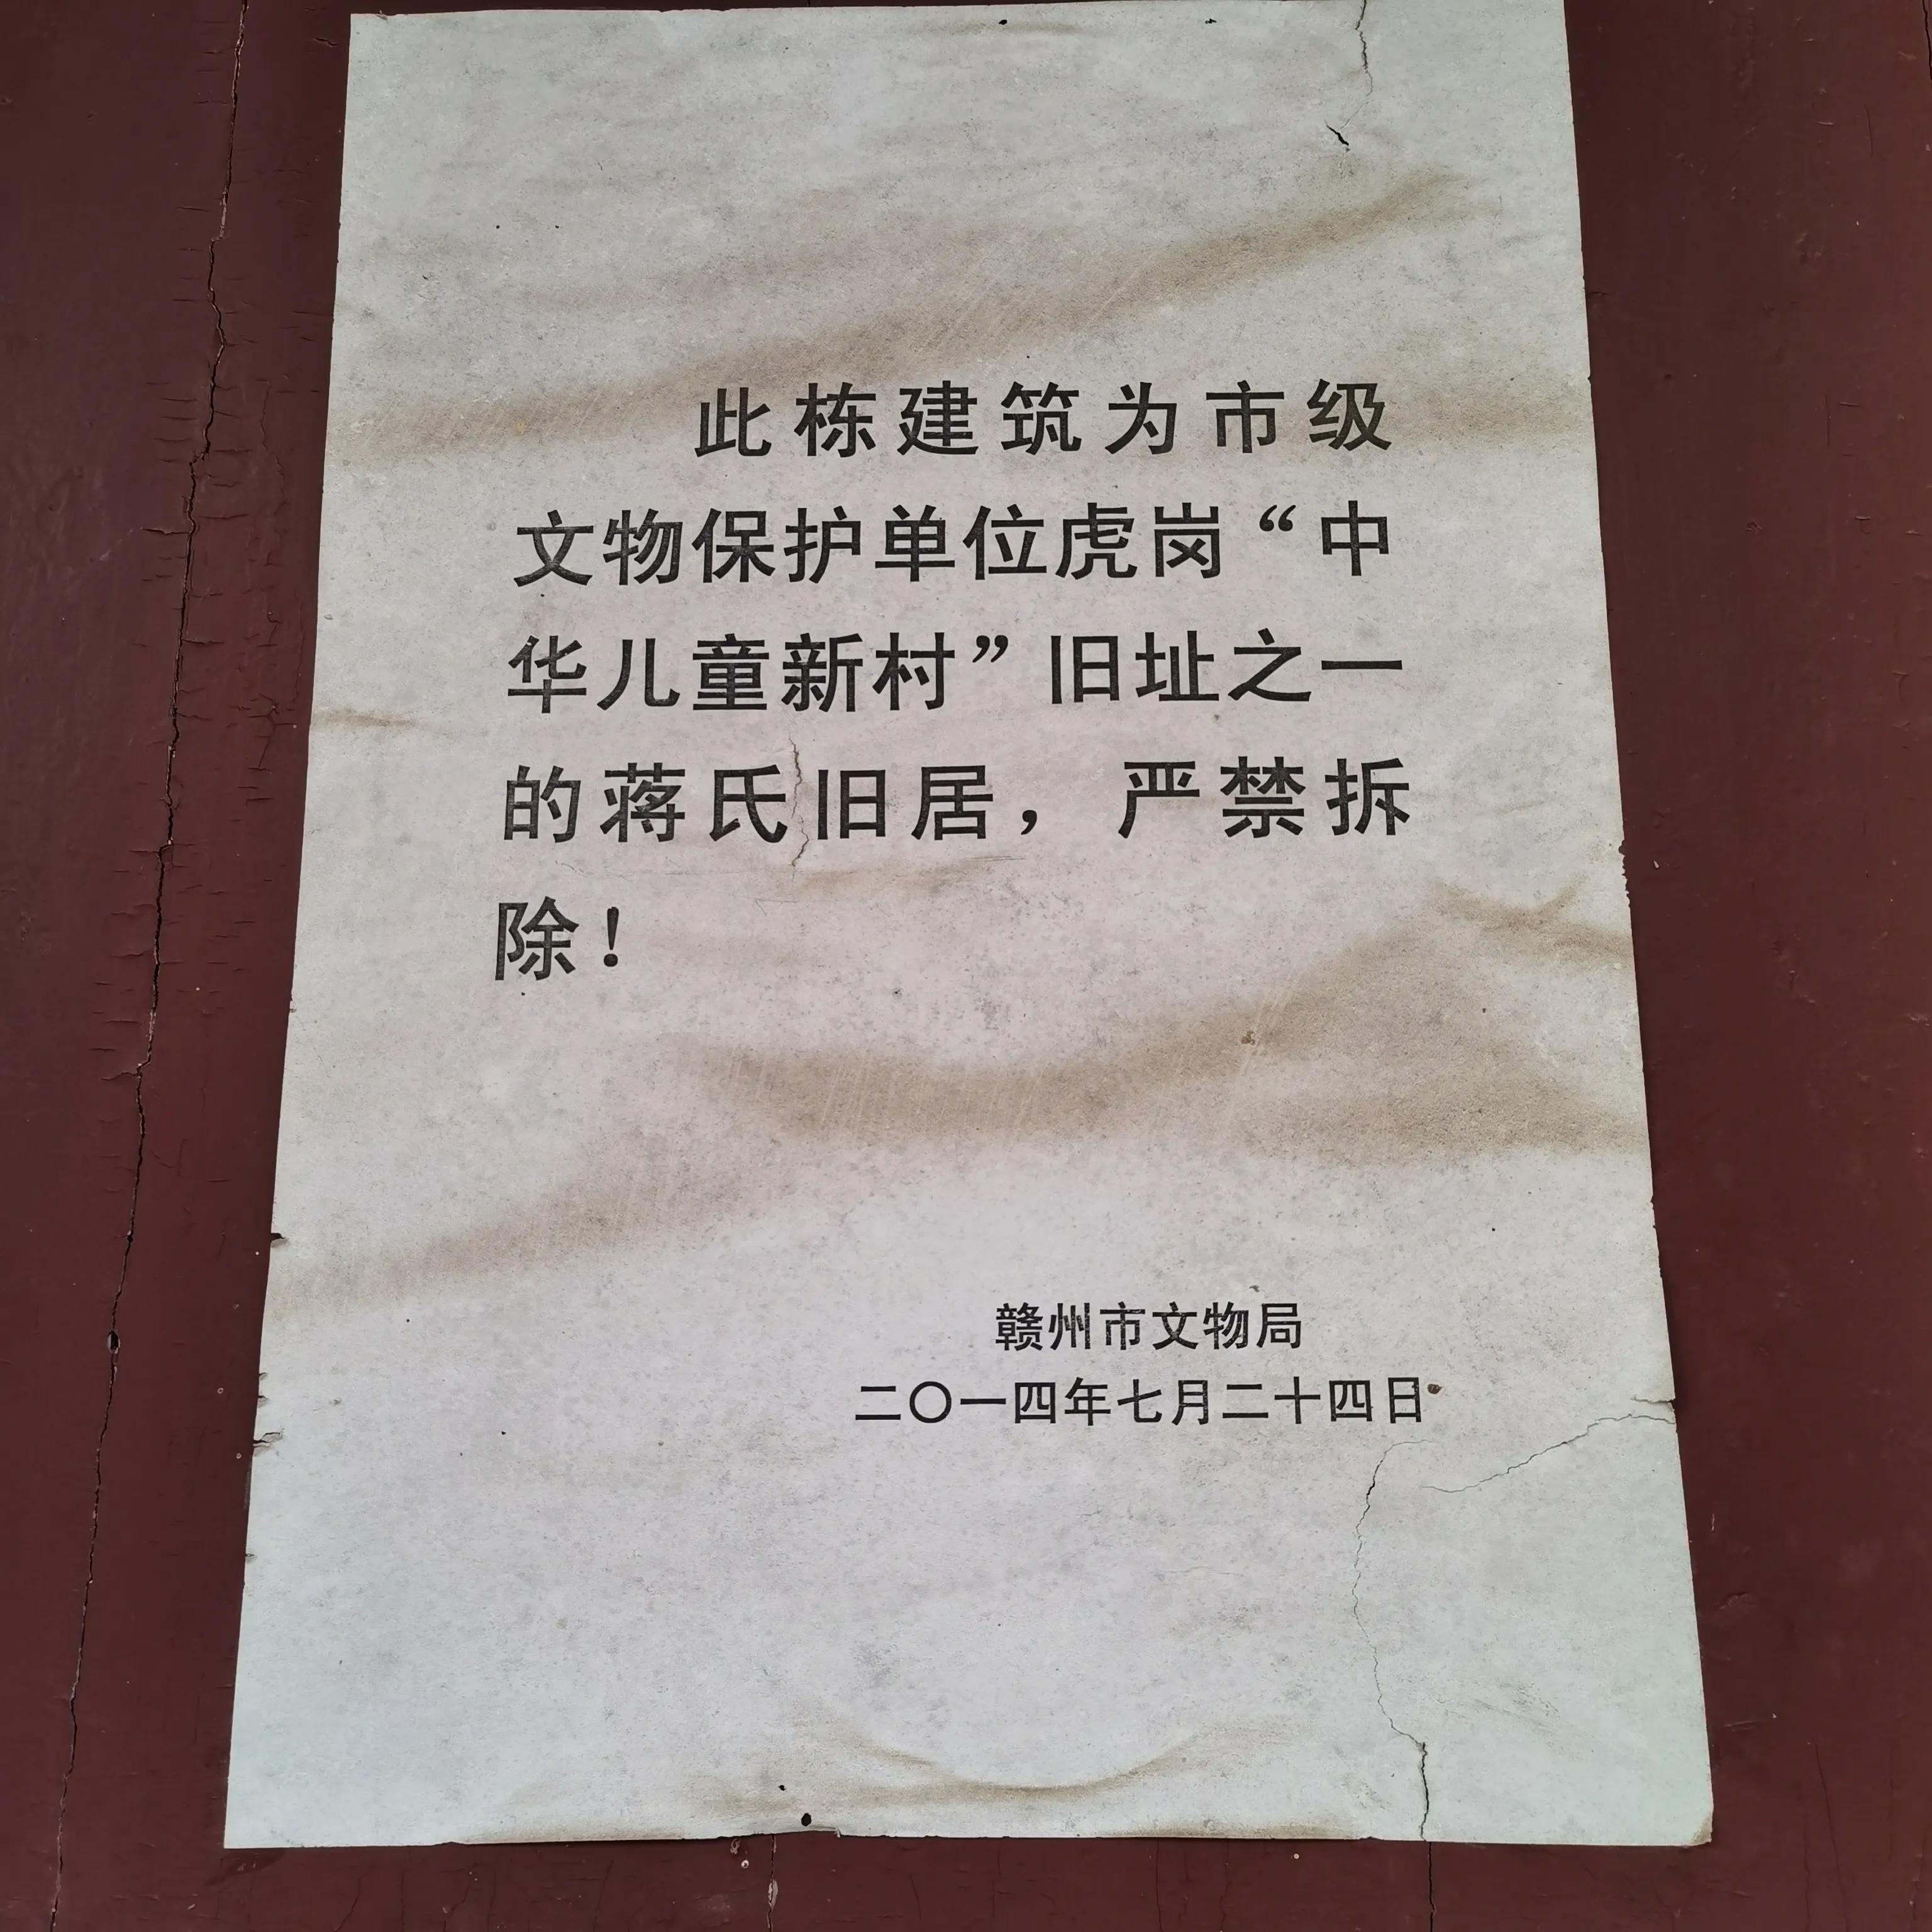 此栋建筑为市级
文物保护单位虎岗“中
华儿童新村”旧址之一
的蒋氏旧居，严禁拆
除！
赣州市文物局
二〇一四年七月二十四日